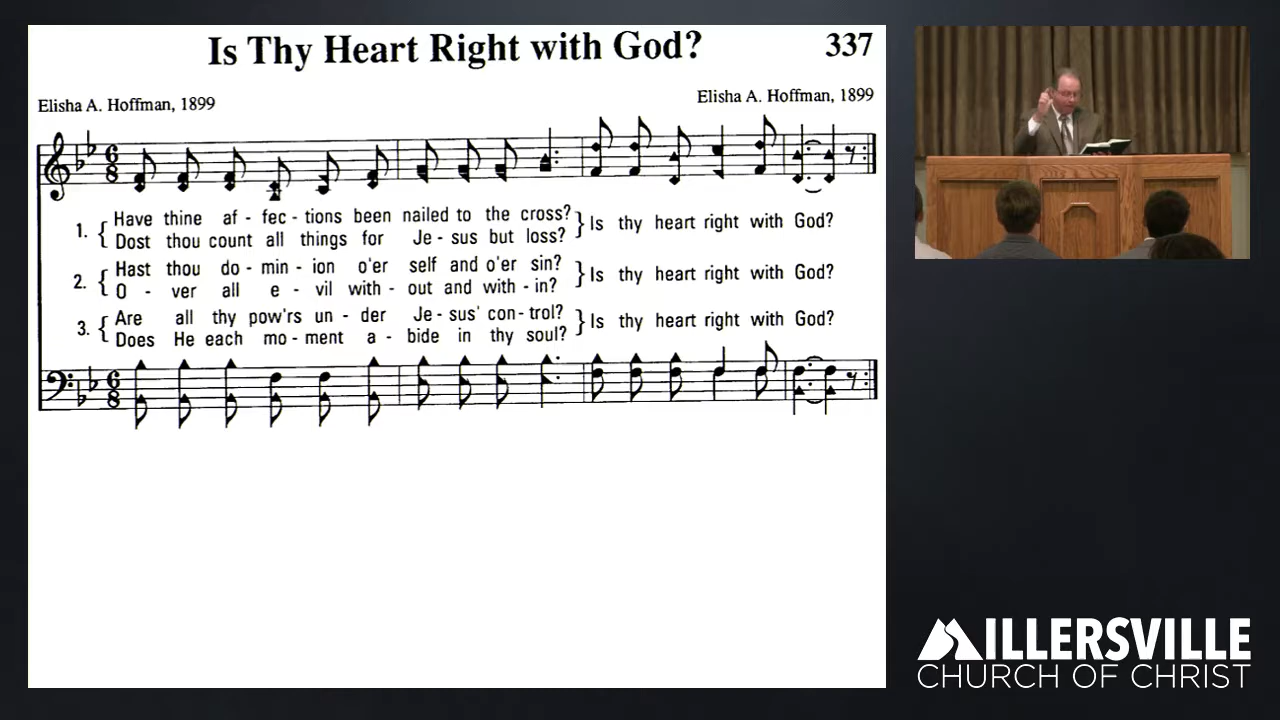 Is Thy Heart Right with God?
337
Elisha A. Hoffman, 1899
Elisha A. Hoffman, 1899
6
8
1. { Have thine af - fec - tions been nailed to the cross?
Dost thou count all things for Je - sus but loss? } Is thy heart right with God?
2. { Hast thou do - min - ion o'er self and o'er sin?
O - ver all e - vil with - out and with - in? } Is thy heart right with God?
3. { Are all thy pow'rs un - der Je - sus' con - trol?
Does He each mo - ment a - bide in thy soul? } Is thy heart right with God?
6
8
MILLERSVILLE
CHURCH OF CHRIST